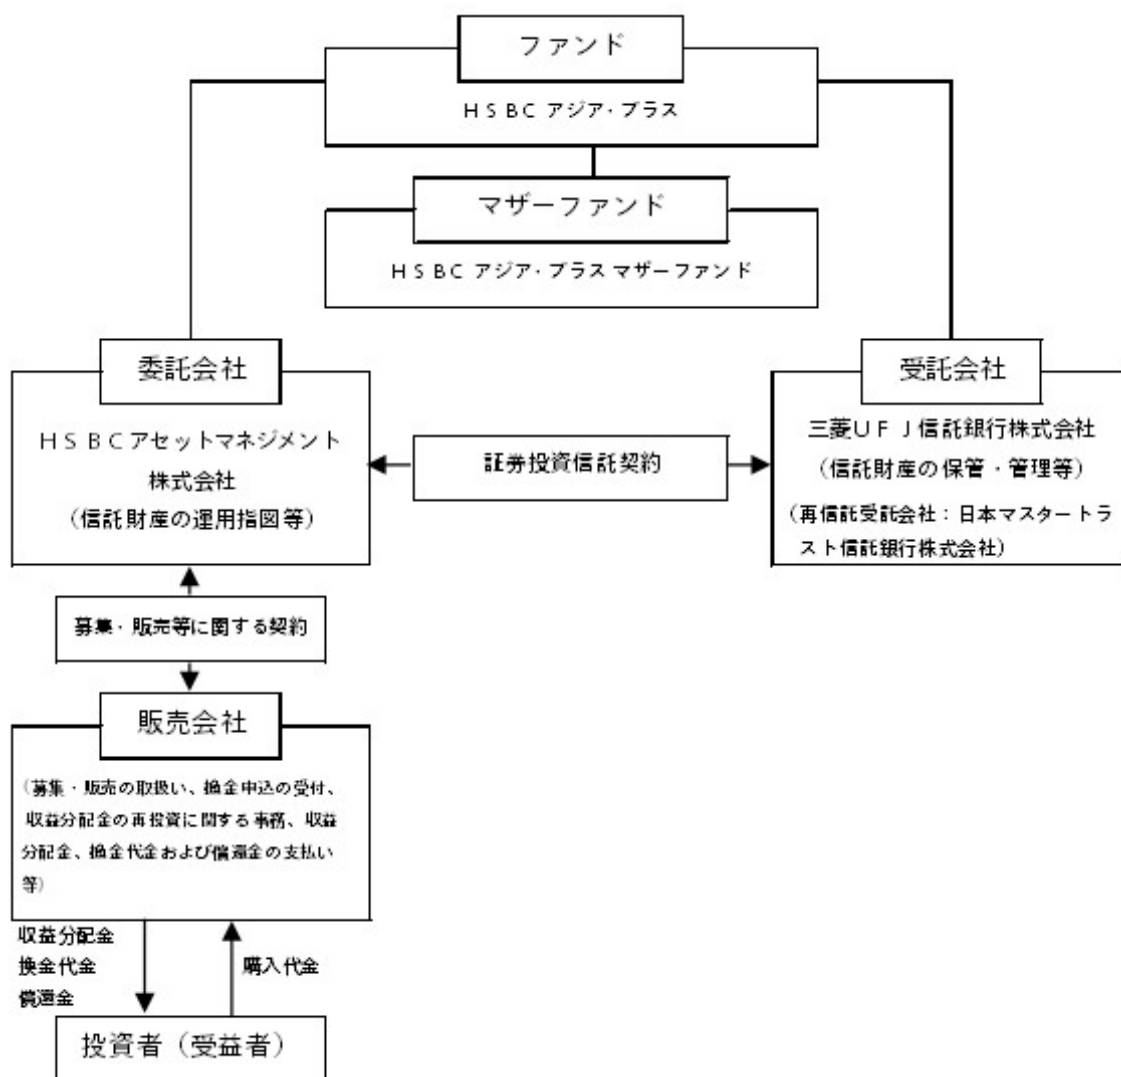 ファンド
HSBC アジア・プラス
マザーファンド
HSBC アジア・プラス マザーファンド
委託会社
HSBCアセットマネジメント
株式会社
(信託財産の運用指図等)
証券投資信託契約
受託会社
三菱UFJ信託銀行株式会社
(信託財産の保管・管理等)
(再信託受託会社:日本マスタートラ
スト信託銀行株式会社)
募集・販売等に関する契約
販売会社
(募集・販売の取扱い、換金申込の受付、
収益分配金の再投資に関する事務、収益
分配金、換金代金および償還金の支払い
等)
収益分配金
換金代金
償還金
購入代金
投資者(受益者)